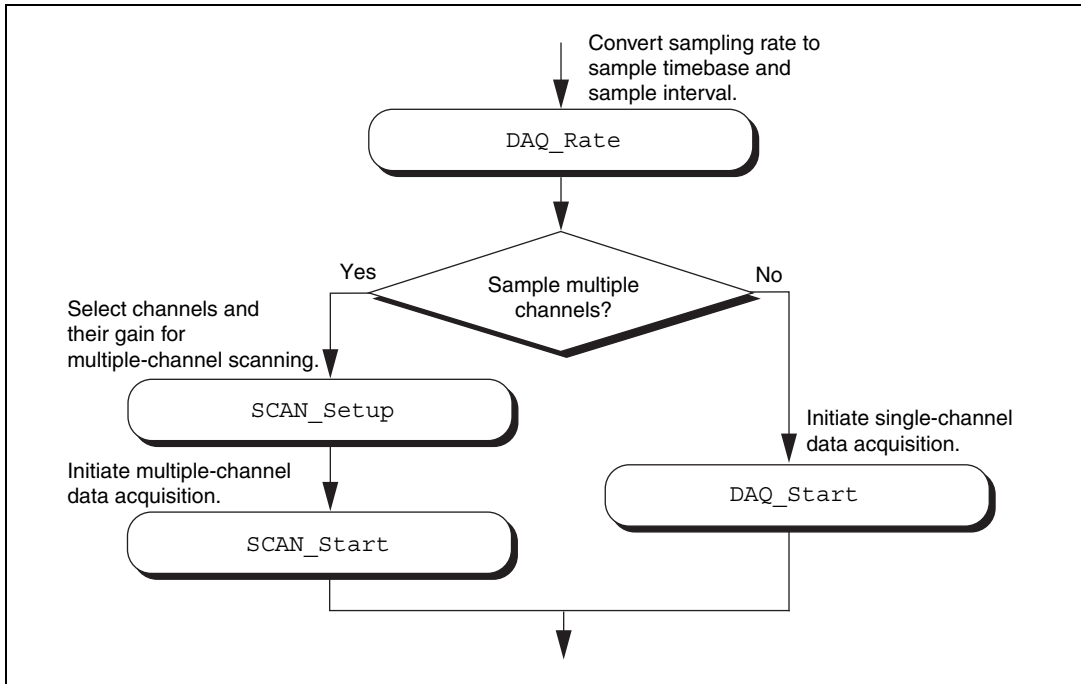 Convert sampling rate to
sample timebase and
sample interval.
DAQ_Rate
Sample multiple
channels?
Yes
No
Select channels and
their gain for
multiple-channel scanning.
SCAN_Setup
Initiate multiple-channel
data acquisition.
SCAN_Start
Initiate single-channel
data acquisition.
DAQ_Start